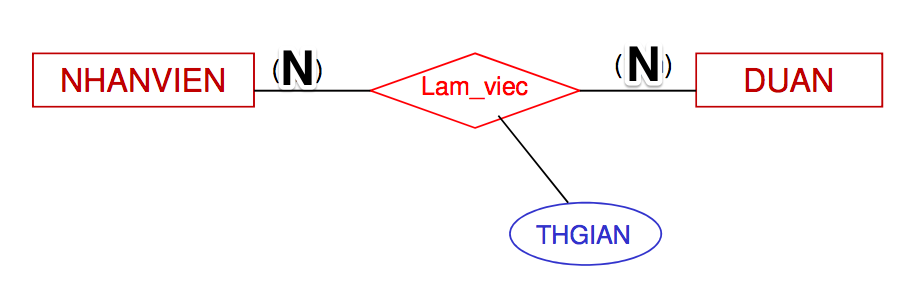 NHANVIEN
(N)
Lam_viec
(N)
DUAN
THGIAN